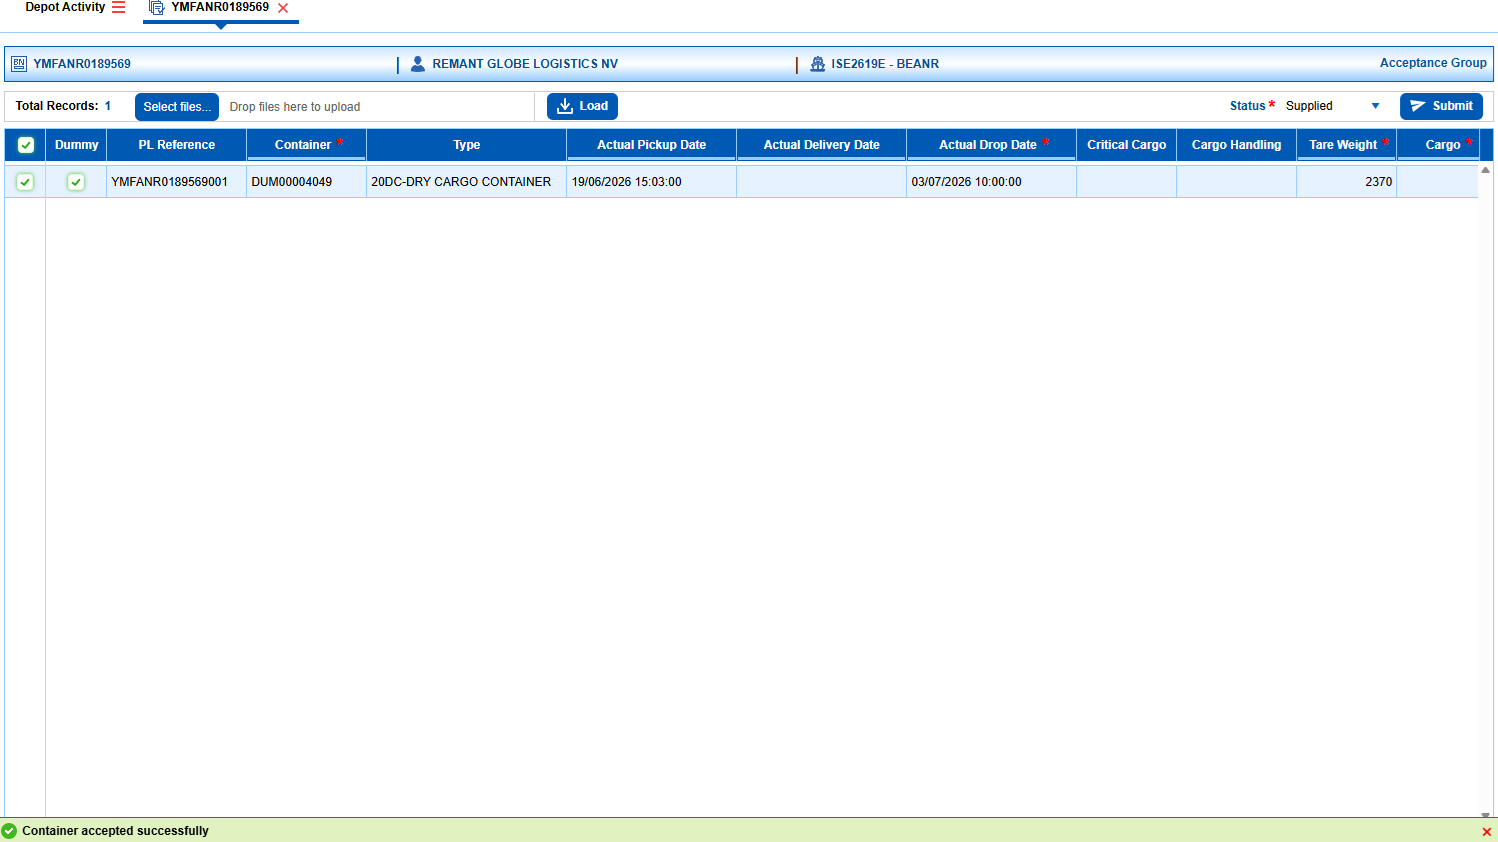 Depot Activity YMFANR0189569
BN YMFANR0189569 REMANT GLOBE LOGISTICS NV ISE2619E - BEANR Acceptance Group
Total Records: 1 Select files... Drop files here to upload Load Status * Supplied Submit
Dummy PL Reference Container * Type Actual Pickup Date Actual Delivery Date Actual Drop Date * Critical Cargo Cargo Handling Tare Weight * Cargo *
YMFANR0189569001 DUM00004049 20DC-DRY CARGO CONTAINER 19/06/2026 15:03:00 03/07/2026 10:00:00 2370
Container accepted successfully